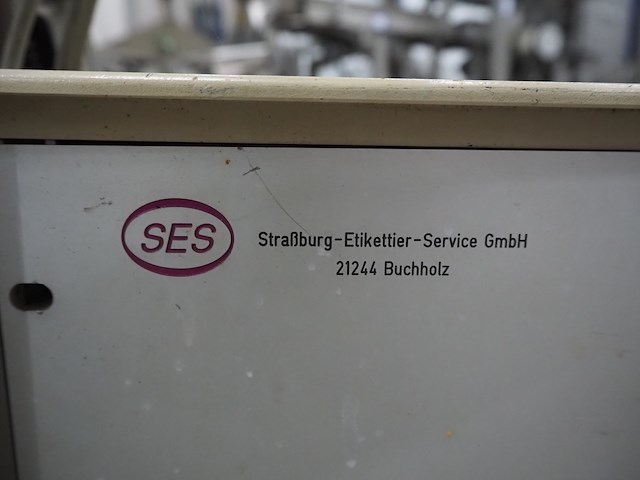 SES
Straßburg-Etikettier-Service GmbH
21244 Buchholz